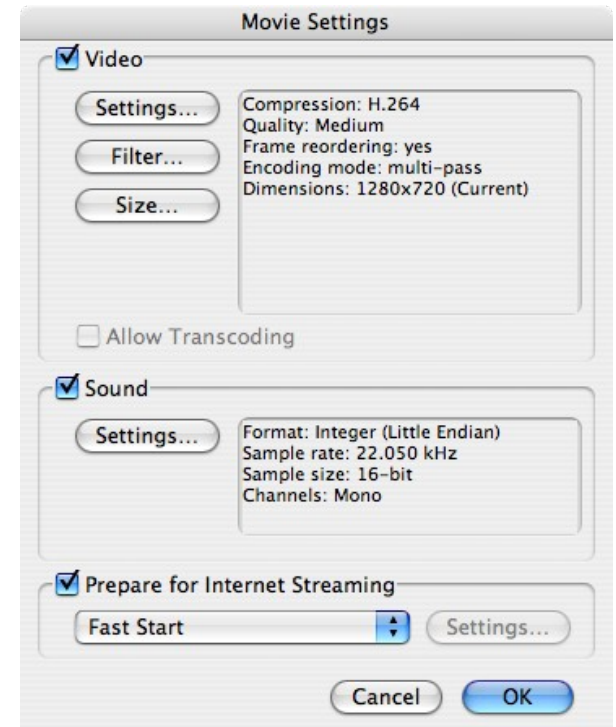 Movie Settings
Video
Settings...
Filter...
Size...
Compression: H.264
Quality: Medium
Frame reordering: yes
Encoding mode: multi-pass
Dimensions: 1280x720 (Current)
Allow Transcoding
Sound
Settings...
Format: Integer (Little Endian)
Sample rate: 22.050 kHz
Sample size: 16-bit
Channels: Mono
Prepare for Internet Streaming
Fast Start
Settings...
Cancel
OK